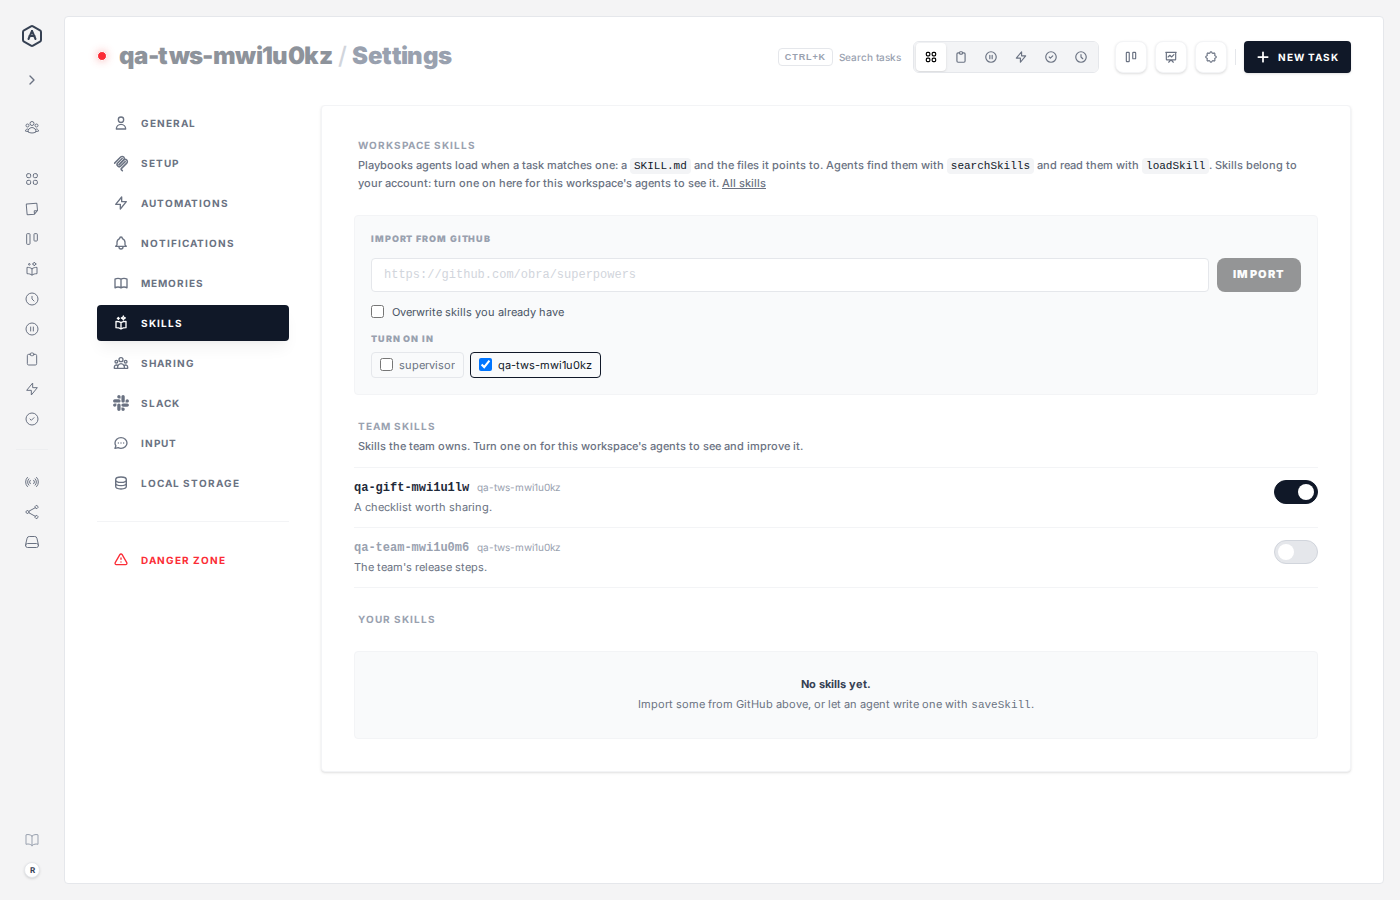 qa-tws-mwi1u0kz / Settings
CTRL+K Search tasks
NEW TASK
GENERAL
SETUP
AUTOMATIONS
NOTIFICATIONS
MEMORIES
SKILLS
SHARING
SLACK
INPUT
LOCAL STORAGE
DANGER ZONE
WORKSPACE SKILLS
Playbooks agents load when a task matches one: a SKILL.md and the files it points to. Agents find them with searchSkills and read them with loadSkill. Skills belong to
your account: turn one on here for this workspace's agents to see it. All skills
IMPORT FROM GITHUB
https://github.com/obra/superpowers
IMPORT
Overwrite skills you already have
TURN ON IN
supervisor qa-tws-mwi1u0kz
TEAM SKILLS
Skills the team owns. Turn one on for this workspace's agents to see and improve it.
qa-gift-mwi1u1lw qa-tws-mwi1u0kz
A checklist worth sharing.
qa-team-mwi1u0m6 qa-tws-mwi1u0kz
The team's release steps.
YOUR SKILLS
No skills yet.
Import some from GitHub above, or let an agent write one with saveSkill.
R